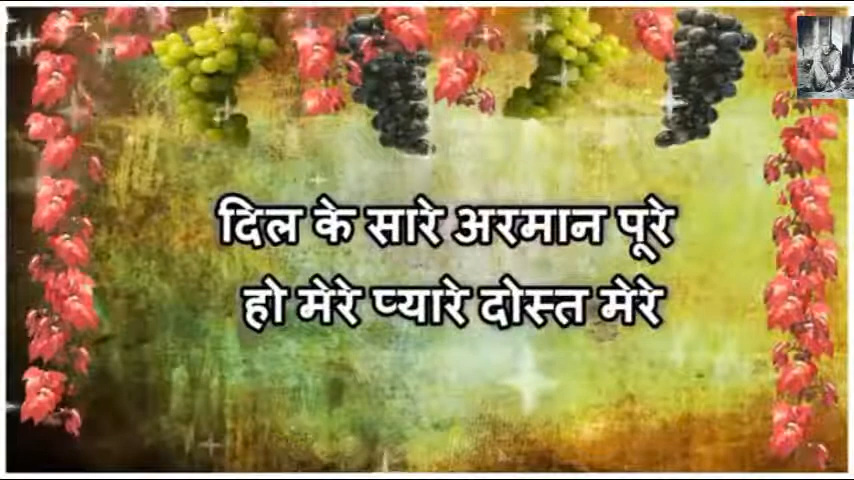 दिल के सारे अरमान पूरे
हो मेरे प्यारे दोस्त मेरे